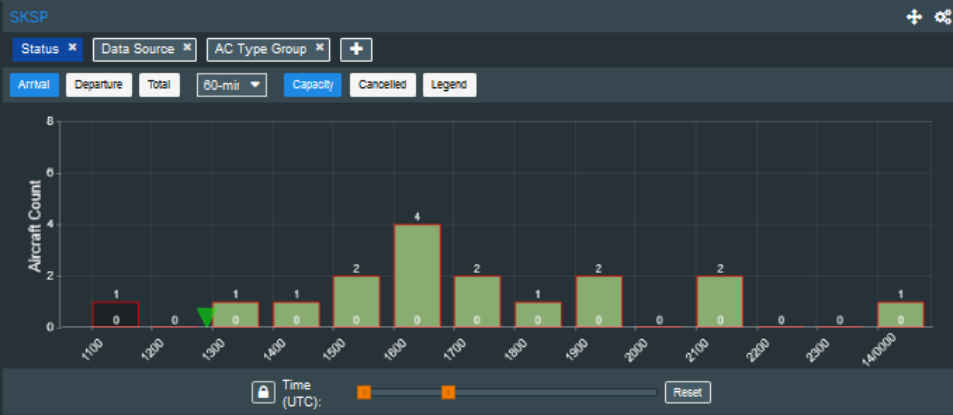 SKSP
Status × Data Source × AC Type Group ×
Arrival Departure Total 60-mir Capacity Cancelled Legend
Aircraft Count
8
6
4
2
0
1 0 1 1 2 4 2 1 2 0 2 0 0 1
0 0 0 0 0 0 0 0 0 0
1100 1200 1300 1400 1500 1600 1700 1800 1900 2000 2100 2200 2300 14/0000
Time
(UTC):
Reset